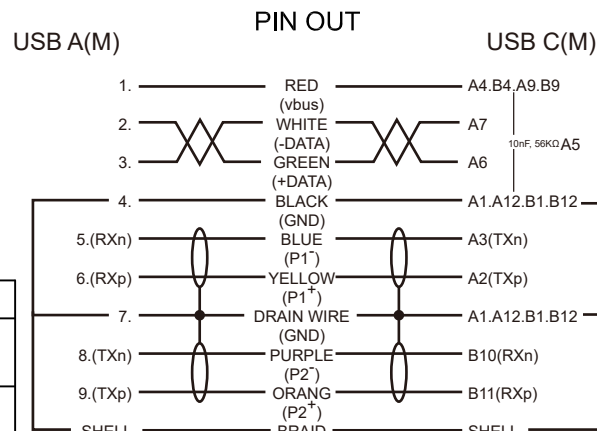 PIN OUT
USB A(M) USB C(M)
1. RED A4.B4.A9.B9
(vbus)
2. WHITE A7
(-DATA)
10nF, 56KΩ A5
3. GREEN A6
(+DATA)
4. BLACK A1.A12.B1.B12
(GND)
5.(RXn) BLUE A3(TXn)
(P1-)
6.(RXp) YELLOW A2(TXp)
(P1+)
7. DRAIN WIRE A1.A12.B1.B12
(GND)
8.(TXn) PURPLE B10(RXn)
(P2-)
9.(TXp) ORANG B11(RXp)
(P2+)
SHELL BRAID SHELL